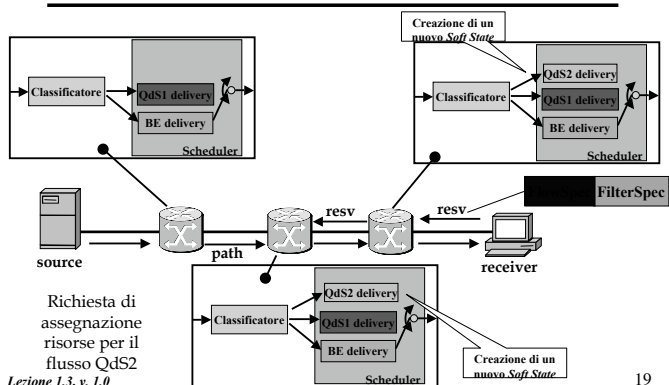 Creazione di un
nuovo Soft State
Classificatore
QdS1 delivery
BE delivery
Scheduler
Classificatore
QdS2 delivery
QdS1 delivery
BE delivery
Scheduler
FlowSpec FilterSpec
resv
resv
path
source
receiver
Richiesta di
assegnazione
risorse per il
flusso QdS2
Classificatore
QdS2 delivery
QdS1 delivery
BE delivery
Scheduler
Creazione di un
nuovo Soft State
Lezione 1.3, v. 1.0
19